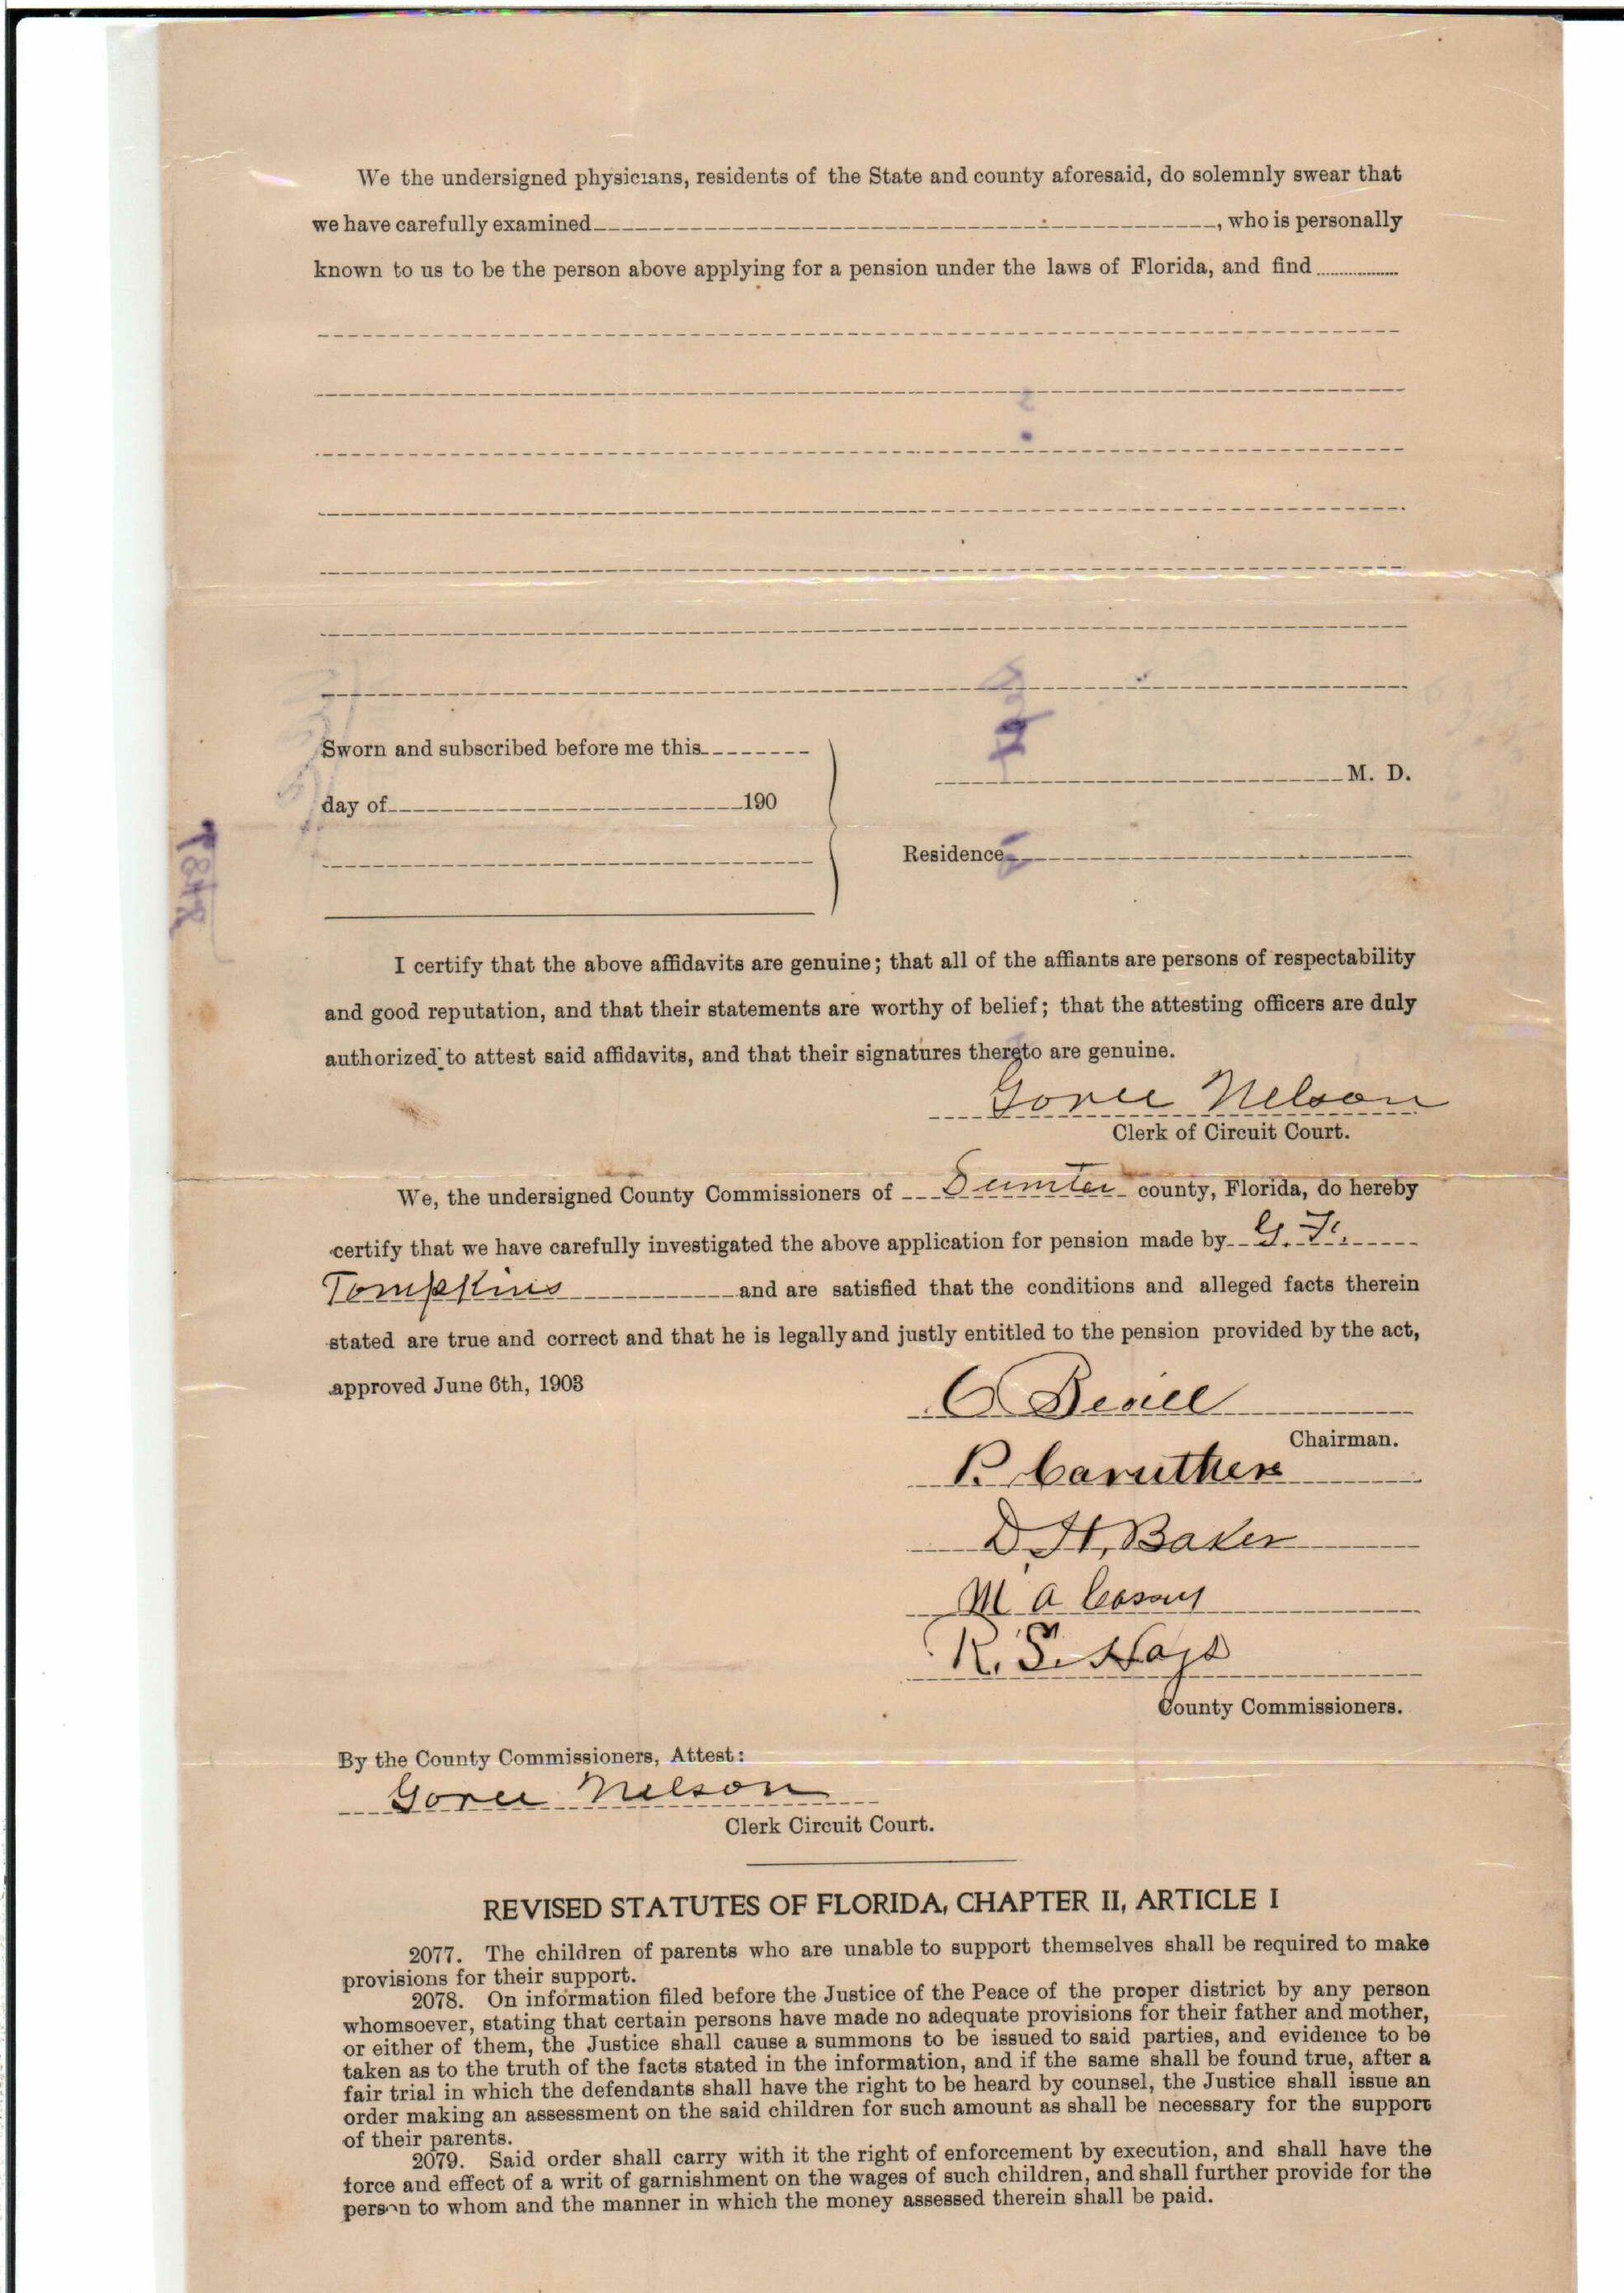 We the undersigned physicians, residents of the State and county aforesaid, do solemnly swear that
we have carefully examined , who is personally
known to us to be the person above applying for a pension under the laws of Florida, and find
Sworn and subscribed before me this
day of 190
M. D.
Residence
I certify that the above affidavits are genuine; that all of the affiants are persons of respectability
and good reputation, and that their statements are worthy of belief; that the attesting officers are duly
authorized to attest said affidavits, and that their signatures thereto are genuine.
Goree Nelson
Clerk of Circuit Court.
We, the undersigned County Commissioners of Sumter county, Florida, do hereby
certify that we have carefully investigated the above application for pension made by G. F.
Tompkins and are satisfied that the conditions and alleged facts therein
stated are true and correct and that he is legally and justly entitled to the pension provided by the act,
approved June 6th, 1903
Chairman.
P. Caruthers
D. H. Baker
M A
R. S. Hays
County Commissioners.
By the County Commissioners, Attest:
Goree Nelson
Clerk Circuit Court.
REVISED STATUTES OF FLORIDA, CHAPTER II, ARTICLE I
2077. The children of parents who are unable to support themselves shall be required to make
provisions for their support.
2078. On information filed before the Justice of the Peace of the proper district by any person
whomsoever, stating that certain persons have made no adequate provisions for their father and mother,
or either of them, the Justice shall cause a summons to be issued to said parties, and evidence to be
taken as to the truth of the facts stated in the information, and if the same shall be found true, after a
fair trial in which the defendants shall have the right to be heard by counsel, the Justice shall issue an
order making an assessment on the said children for such amount as shall be necessary for the support
of their parents.
2079. Said order shall carry with it the right of enforcement by execution, and shall have the
force and effect of a writ of garnishment on the wages of such children, and shall further provide for the
person to whom and the manner in which the money assessed therein shall be paid.